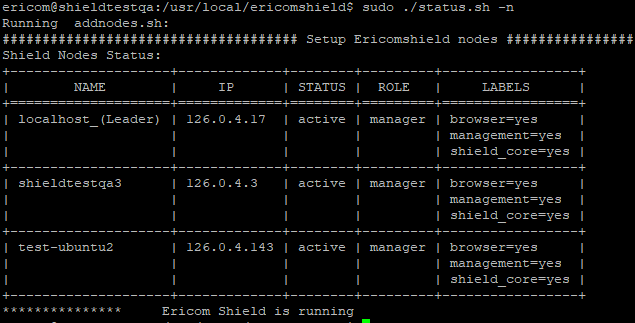 ericom@shieldtestqa:/usr/local/ericomshield$ sudo ./status.sh -n
Running  addnodes.sh:
##################################### Setup Ericomshield nodes ################
Shield Nodes Status:
+--------------------+-------------+--------+---------+------------------+
|        NAME        |     IP      | STATUS |  ROLE   |      LABELS      |
+====================+=============+========+=========+==================+
| localhost_(Leader) | 126.0.4.17  | active | manager | browser=yes      |
|                    |             |        |         | management=yes   |
|                    |             |        |         | shield_core=yes  |
+--------------------+-------------+--------+---------+------------------+
| shieldtestqa3      | 126.0.4.3   | active | manager | browser=yes      |
|                    |             |        |         | management=yes   |
|                    |             |        |         | shield_core=yes  |
+--------------------+-------------+--------+---------+------------------+
| test-ubuntu2       | 126.0.4.143 | active | manager | browser=yes      |
|                    |             |        |         | management=yes   |
|                    |             |        |         | shield_core=yes  |
+--------------------+-------------+--------+---------+------------------+
***************     Ericom Shield is running